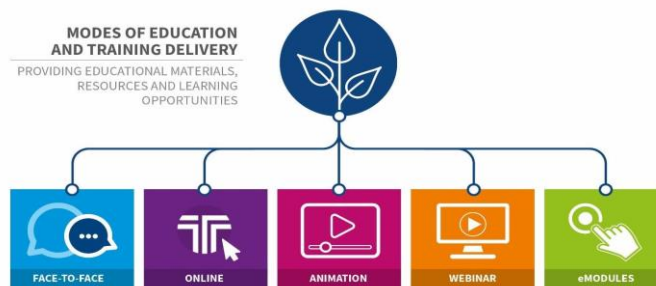 MODES OF EDUCATION
AND TRAINING DELIVERY
PROVIDING EDUCATIONAL MATERIALS,
RESOURCES AND LEARNING
OPPORTUNITIES
FACE-TO-FACE
ONLINE
ANIMATION
WEBINAR
eMODULES